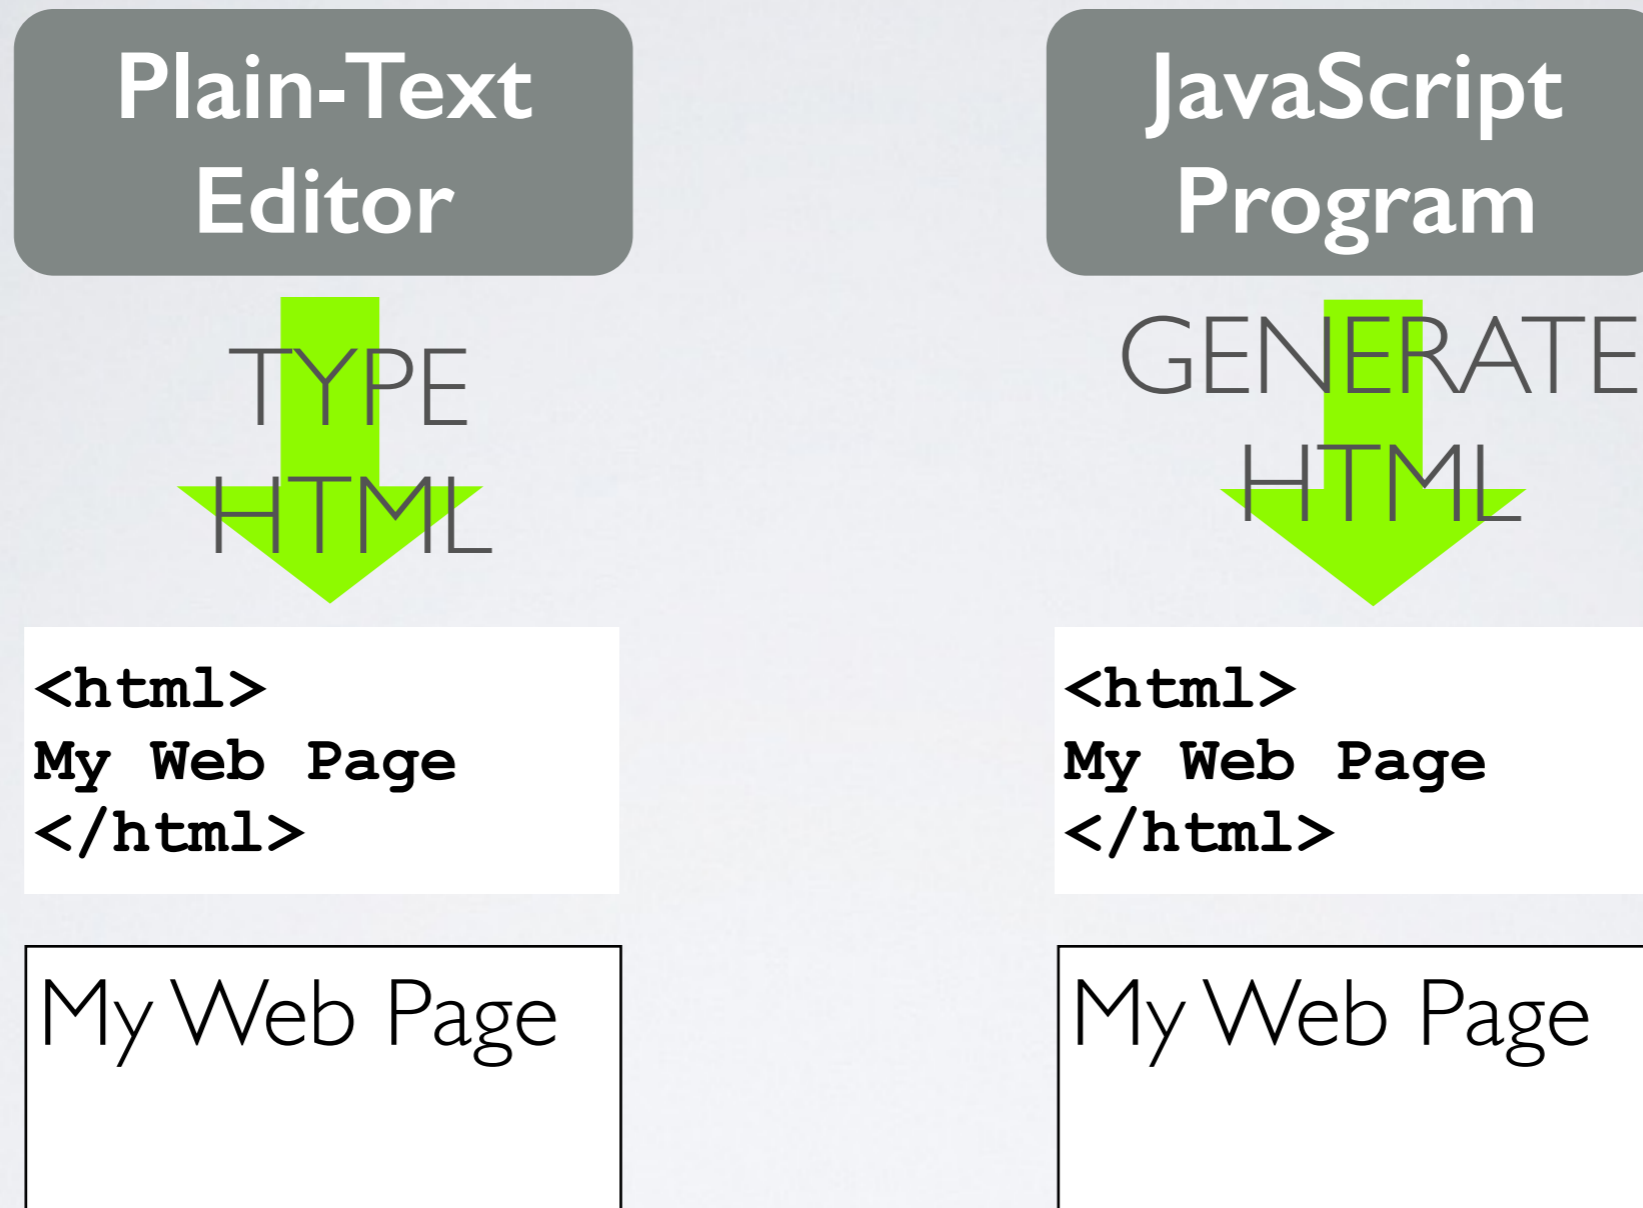 Plain-Text
Editor
TYPE
HTML
<html>
My Web Page
</html>
My Web Page
JavaScript
Program
GENERATE
HTML
<html>
My Web Page
</html>
My Web Page